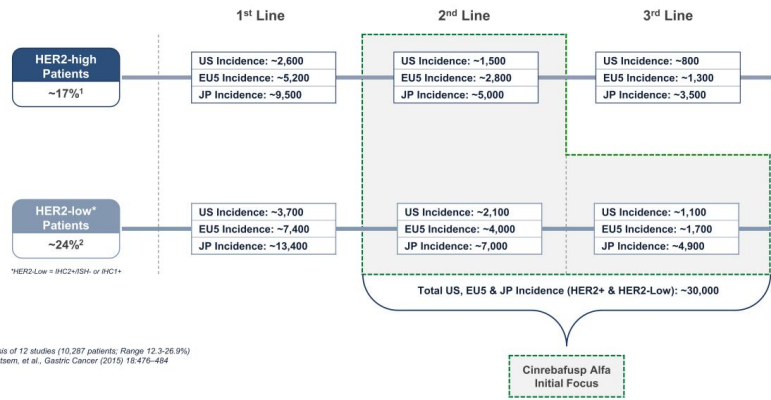 1st Line
2nd Line
3rd Line
HER2-high
Patients
~17%1
US Incidence: ~2,600
EU5 Incidence: ~5,200
JP Incidence: ~9,500
US Incidence: ~1,500
EU5 Incidence: ~2,800
JP Incidence: ~5,000
US Incidence: ~800
EU5 Incidence: ~1,300
JP Incidence: ~3,500
HER2-low*
Patients
~24%2
US Incidence: ~3,700
EU5 Incidence: ~7,400
JP Incidence: ~13,400
US Incidence: ~2,100
EU5 Incidence: ~4,000
JP Incidence: ~7,000
US Incidence: ~1,100
EU5 Incidence: ~1,700
JP Incidence: ~4,900
*HER2-Low = IHC2+/ISH- or IHC1+
Total US, EU5 & JP Incidence (HER2+ & HER2-Low): ~30,000
is of 12 studies (10,287 patients; Range 12.3-26.9%)
tsem, et al., Gastric Cancer (2015) 18:476–484
Cinrebafusp Alfa
Initial Focus